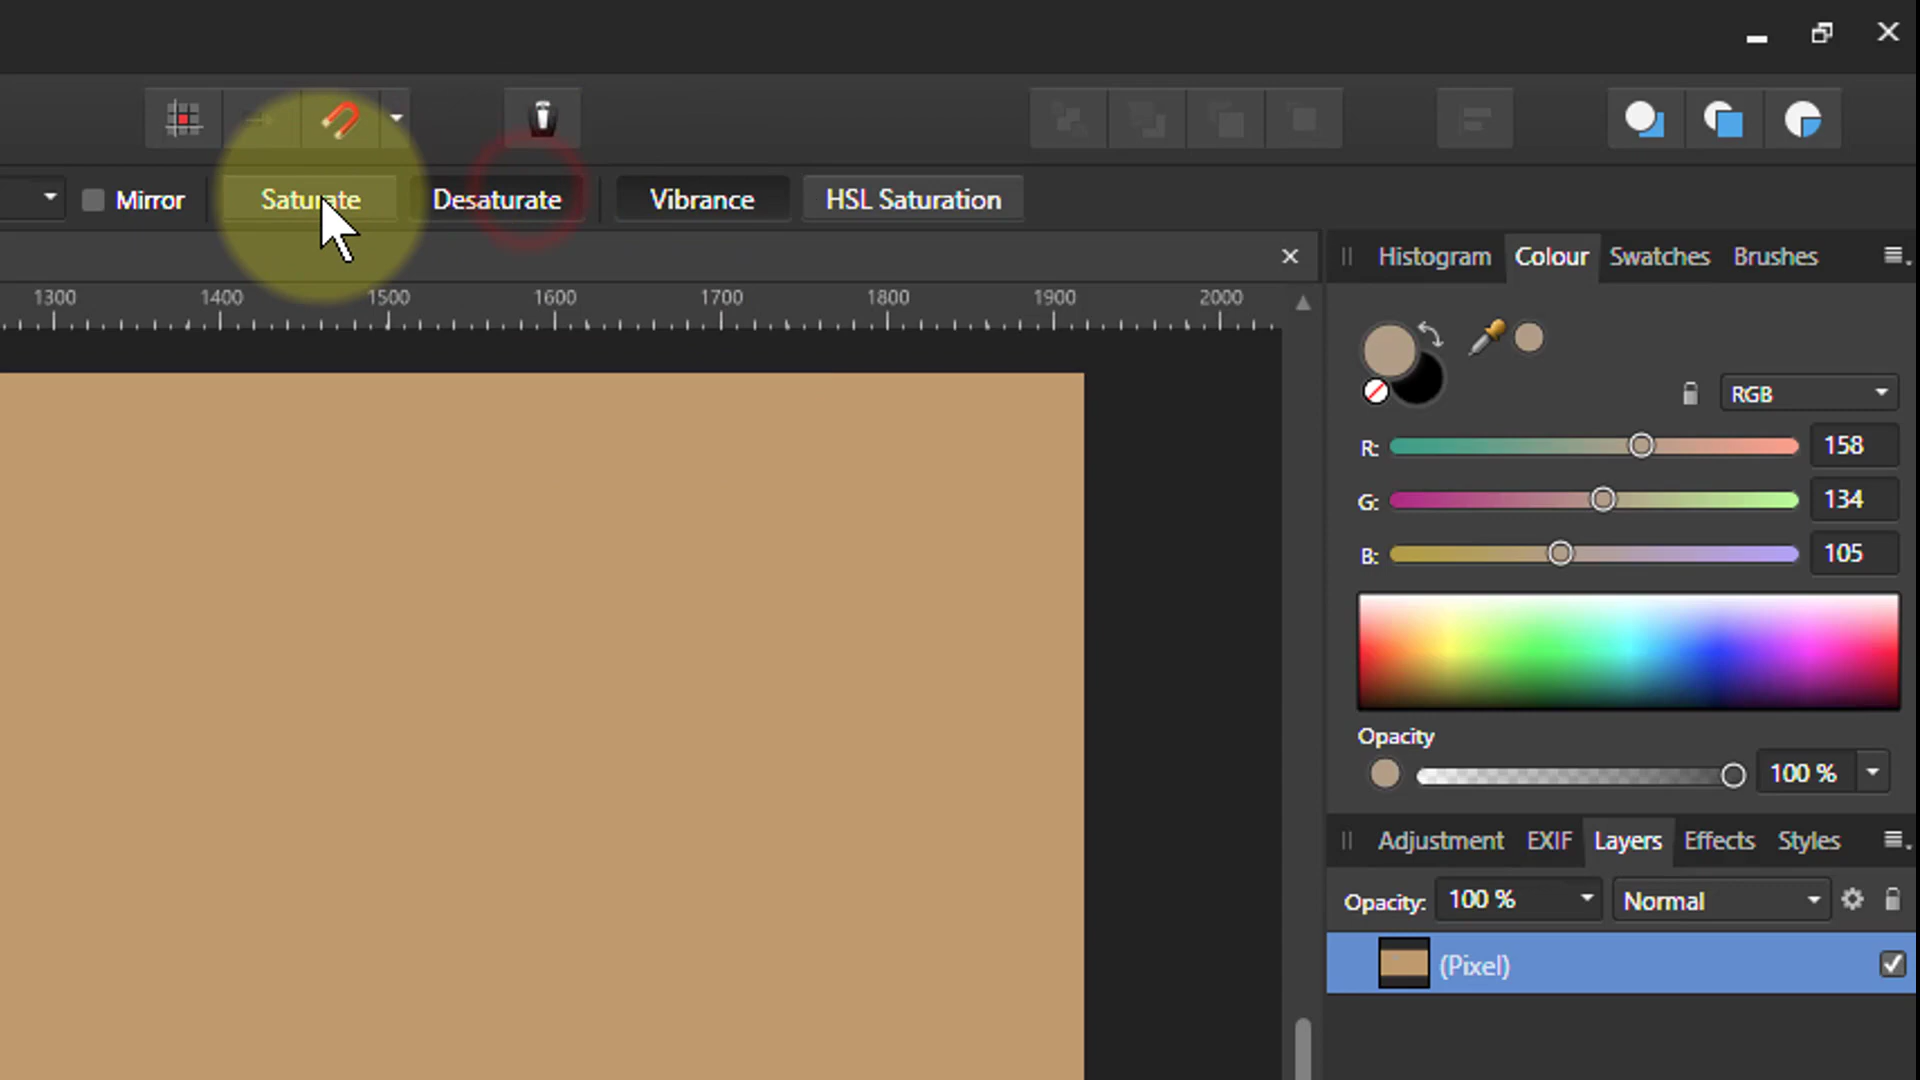 Mirror Saturate Desaturate Vibrance HSL Saturation
Histogram Colour Swatches Brushes
1300 1400 1500 1600 1700 1800 1900 2000
RGB
R: 158
G: 134
B: 105
Opacity
100 %
Adjustment EXIF Layers Effects Styles
Opacity: 100 % Normal
(Pixel)